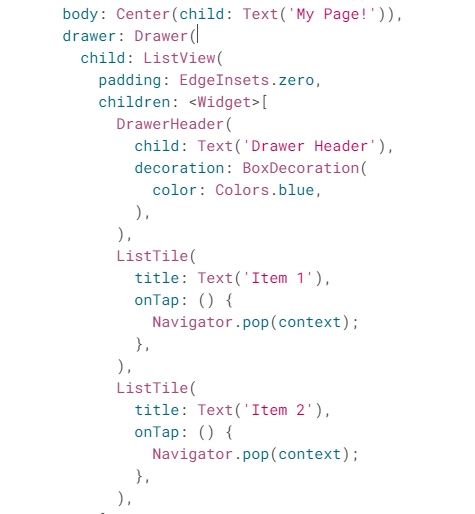 body: Center(child: Text('My Page!')),
drawer: Drawer(
child: ListView(
padding: EdgeInsets.zero,
children: <Widget>[
DrawerHeader(
child: Text('Drawer Header'),
decoration: BoxDecoration(
color: Colors.blue,
),
),
ListTile(
title: Text('Item 1'),
onTap: () {
Navigator.pop(context);
},
),
ListTile(
title: Text('Item 2'),
onTap: () {
Navigator.pop(context);
},
),